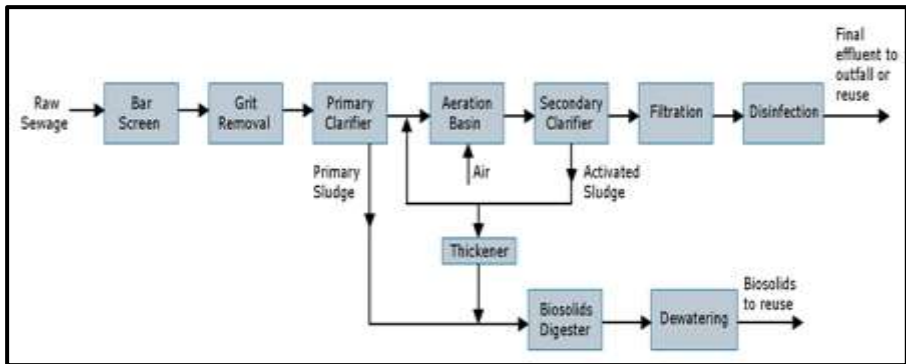 Final
effluent to
outfall or
reuse
Raw
Sewage
Bar
Screen
Grit
Removal
Primary
Clarifier
Aeration
Basin
Secondary
Clarifier
Filtration
Disinfection
Primary
Sludge
Air
Activated
Sludge
Thickener
Biosolids
Digester
Dewatering
Biosolids
to reuse